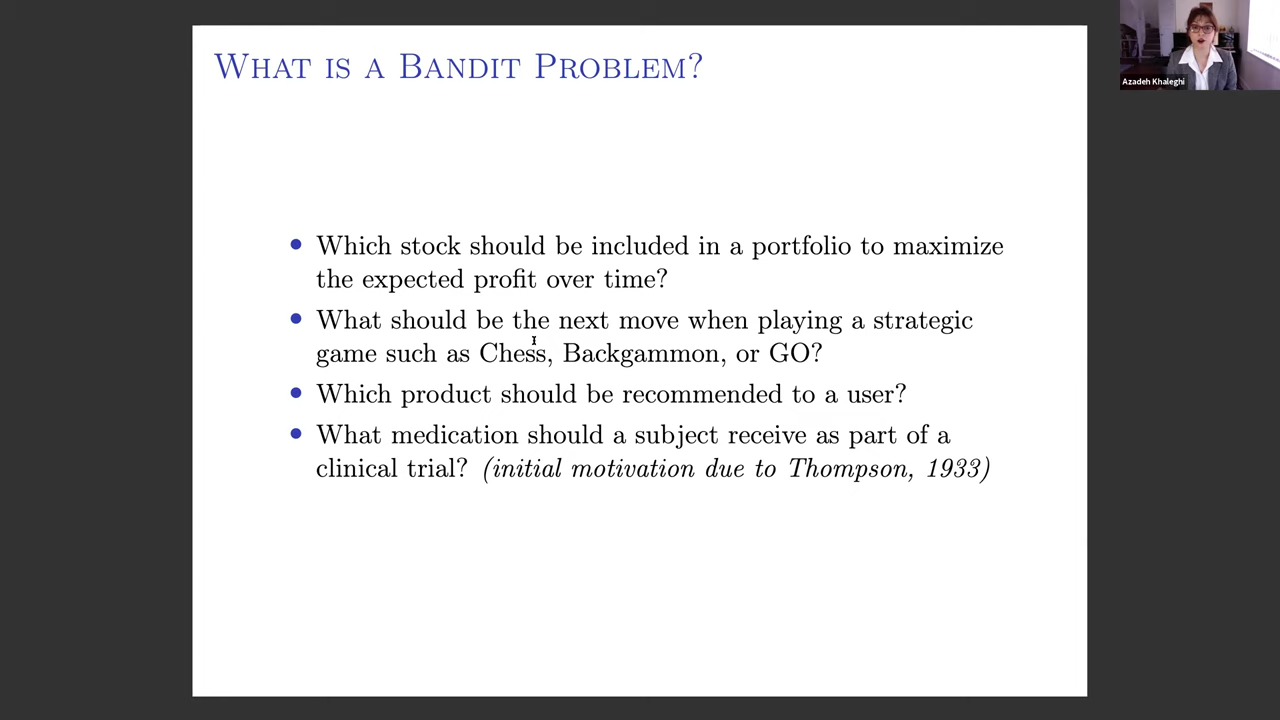 WHAT IS A BANDIT PROBLEM?
Azadeh Khaleghi
• Which stock should be included in a portfolio to maximize
the expected profit over time?
• What should be the next move when playing a strategic
game such as Chess, Backgammon, or GO?
• Which product should be recommended to a user?
• What medication should a subject receive as part of a
clinical trial? (initial motivation due to Thompson, 1933)